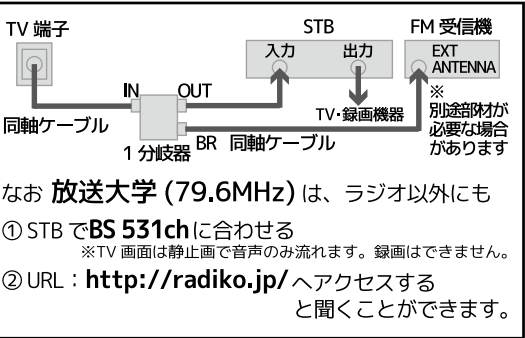 TV 端子
STB
FM 受信機
入力
出力
EXT
ANTENNA
IN
OUT
※
別途部材が
必要な場合
があります
TV・録画機器
同軸ケーブル
1 分岐器
BR
同軸ケーブル
なお 放送大学 (79.6MHz) は、ラジオ以外にも
① STB でBS 531chに合わせる
※TV 画面は静止画で音声のみ流れます。録画はできません。
② URL：http://radiko.jp/へアクセスする
と聞くことができます。